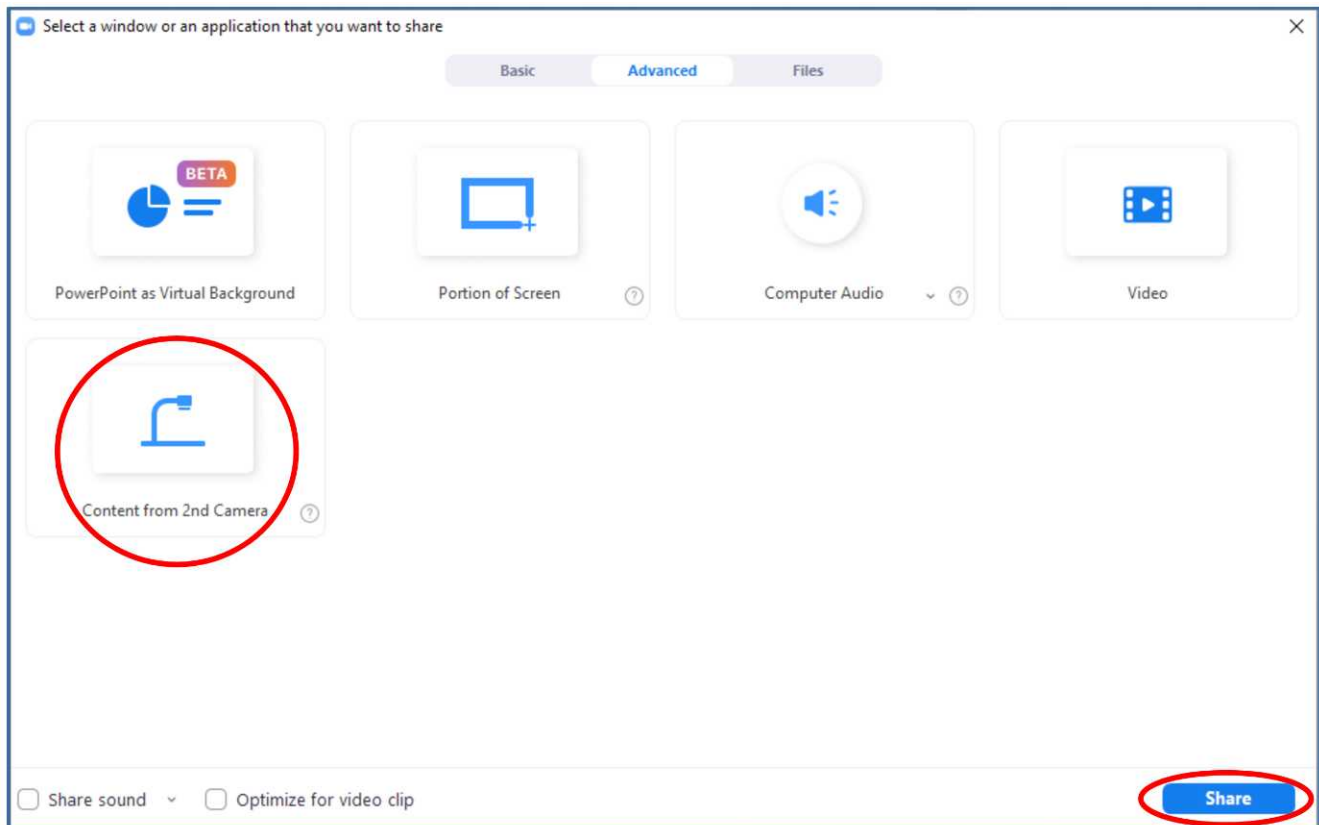 Select a window or an application that you want to share
Basic Advanced Files
BETA
PowerPoint as Virtual Background
Portion of Screen ?
Computer Audio ?
Video
Content from 2nd Camera ?
Share sound Optimize for video clip Share